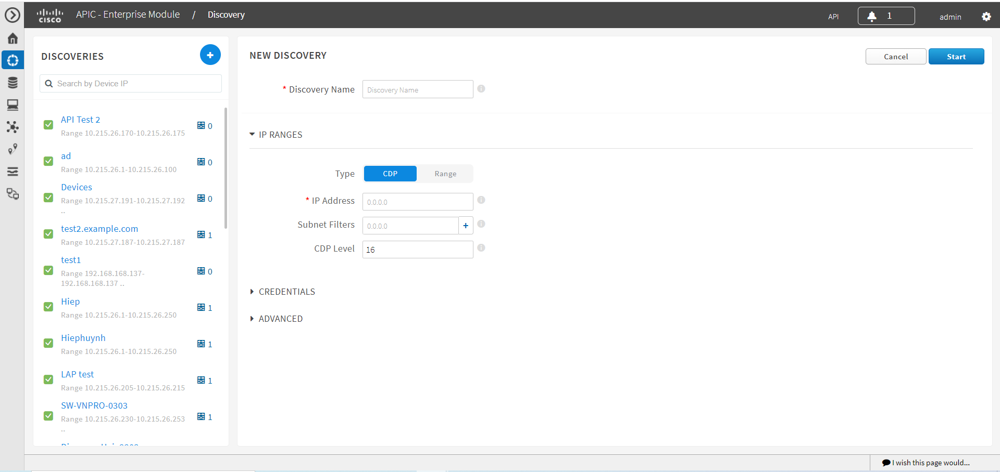 CISCO
APIC - Enterprise Module / Discovery
API
1
admin
DISCOVERIES
+
Search by Device IP
API Test 2
Range 10.215.26.170-10.215.26.175
0
ad
Range 10.215.26.1-10.215.26.100
0
Devices
Range 10.215.27.191-10.215.27.192
..
0
test2.example.com
Range 10.215.27.187-10.215.27.187
1
test1
Range 192.168.168.137-
192.168.168.137 ..
0
Hiep
Range 10.215.26.1-10.215.26.250
1
Hiephuynh
Range 10.215.26.1-10.215.26.250
1
LAP test
Range 10.215.26.205-10.215.26.215
1
SW-VNPRO-0303
Range 10.215.26.230-10.215.26.253
..
1
NEW DISCOVERY
Cancel
Start
* Discovery Name
Discovery Name
IP RANGES
Type
CDP
Range
* IP Address
0.0.0.0
Subnet Filters
0.0.0.0
+
CDP Level
16
CREDENTIALS
ADVANCED
I wish this page would...